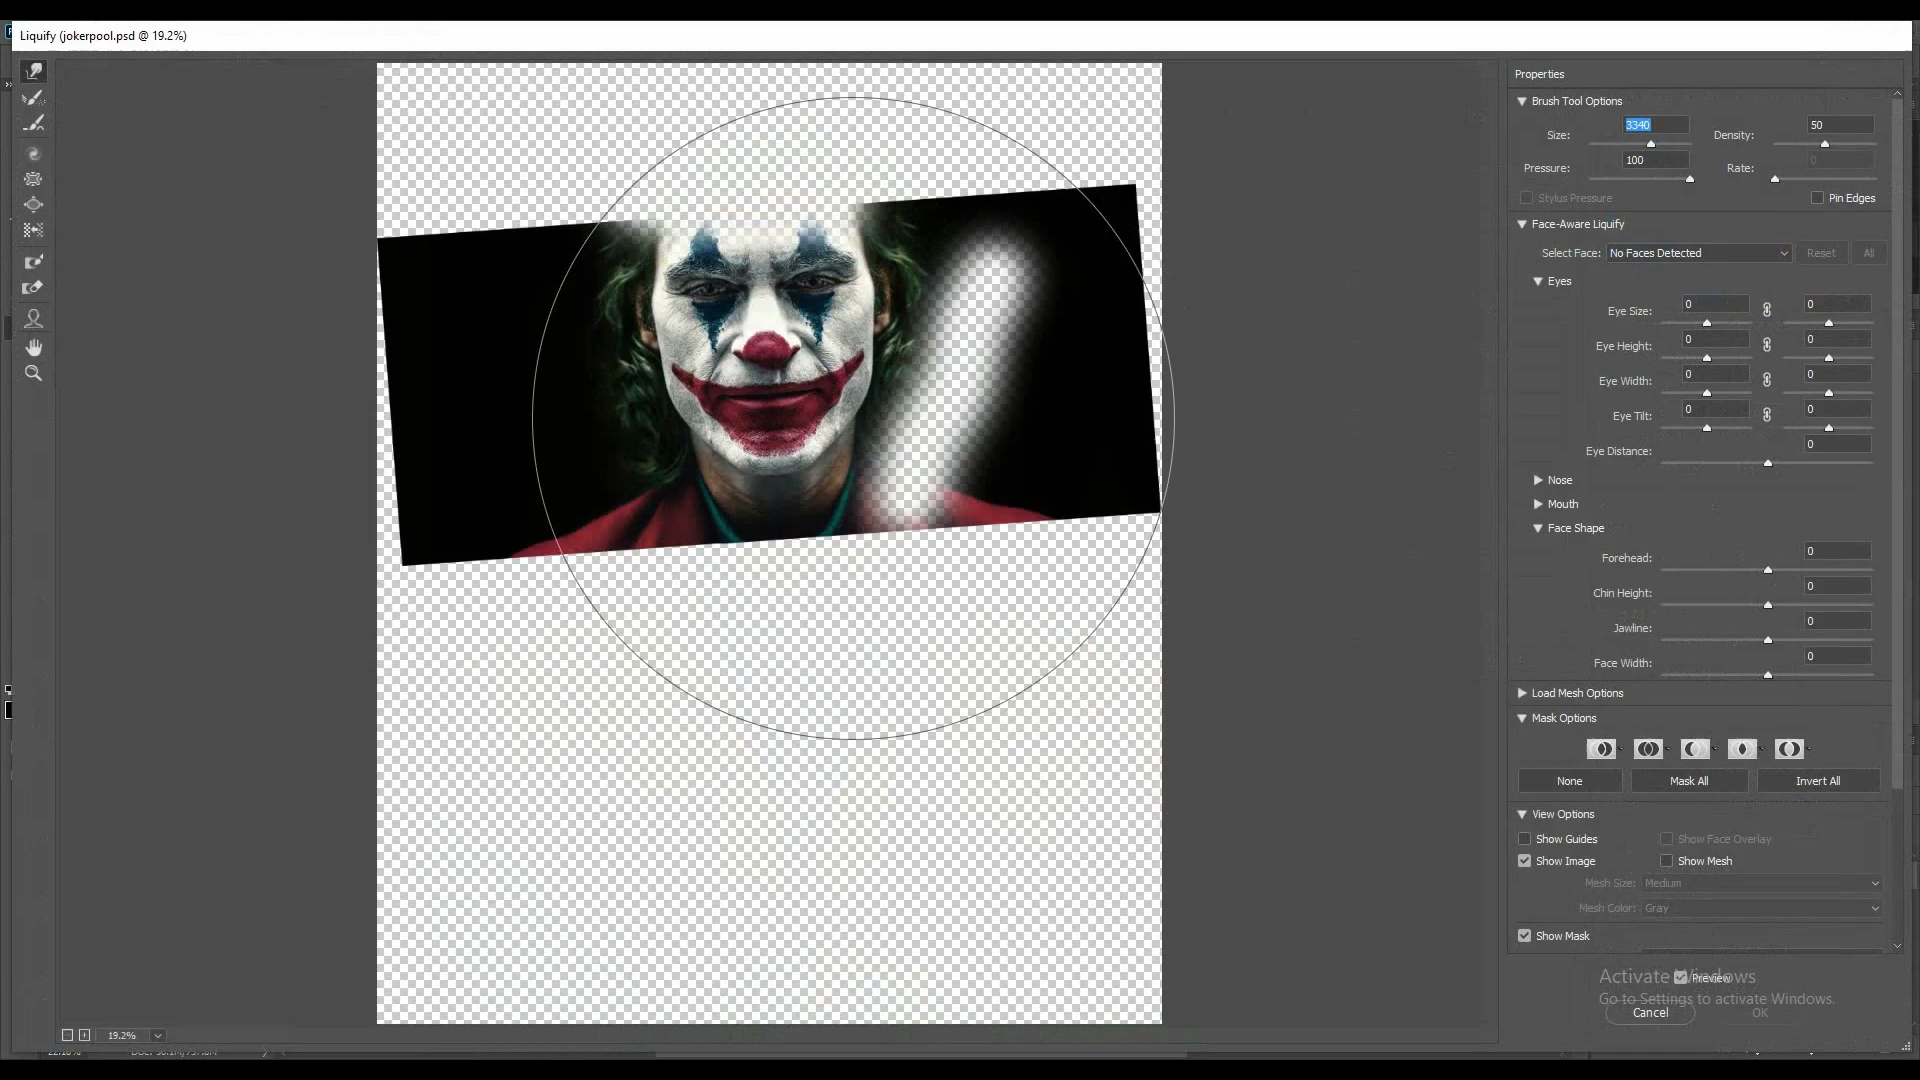 Liquify (jokerpool.psd @ 19.2%)
Properties
Brush Tool Options
Size: 3340 Density: 50
Pressure: 100 Rate: 0
Stylus Pressure Pin Edges
Face-Aware Liquify
Select Face: No Faces Detected Reset All
Eyes
Eye Size: 0 0
Eye Height: 0 0
Eye Width: 0 0
Eye Tilt: 0 0
Eye Distance: 0
Nose
Mouth
Face Shape
Forehead: 0
Chin Height: 0
Jawline: 0
Face Width: 0
Load Mesh Options
Mask Options
None Mask All Invert All
View Options
Show Guides Show Face Overlay
Show Image Show Mesh
Mesh Size: Medium
Mesh Color: Gray
Show Mask
Activate Windows
Preview
Go to Settings to activate Windows.
Cancel OK
19.2%